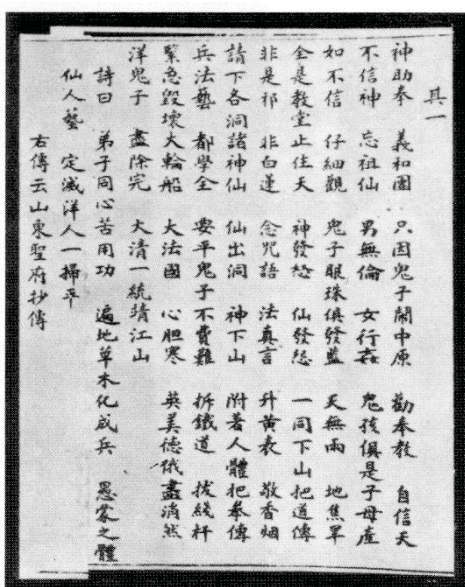 其一
神助拳 義和團 只因鬼子鬧中原 勸奉教 自信天
不信神 忘祖仙 男無倫 女行姦 鬼孩俱是子母產
如不信 仔細觀 鬼子眼珠俱發藍 天無雨 地焦旱
全是教堂止住天 神發怒 仙發怨 一同下山把道傳
非是邪 非白蓮 念咒語 法真言 升黃表 敬香烟
請下各洞諸神仙 仙出洞 神下山 附著人體把拳傳
兵法藝 都學全 要平鬼子不費難 拆鐵道 拔綫杆
緊急毀壞大輪船 大法國 心胆寒 英美德俄盡消然
洋鬼子 盡除完 大清一統靖江山
詩曰 弟子同心苦用功 遍地草木化成兵 愚蒙之體
仙人藝 定滅洋人一掃平
右傳云山東聖府抄傳